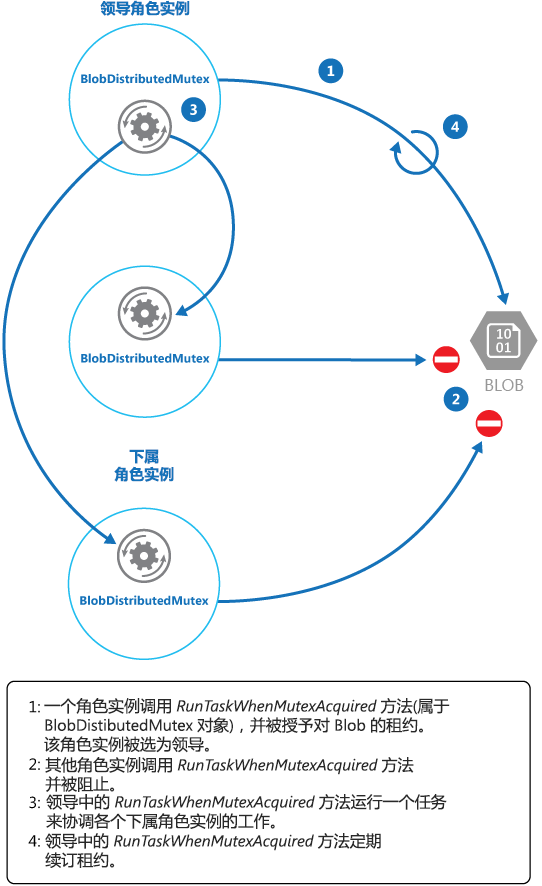 领导角色实例
BlobDistributedMutex
1
3
4
BlobDistributedMutex
10
01
BLOB
2
下属
角色实例
BlobDistributedMutex
1: 一个角色实例调用 RunTaskWhenMutexAcquired 方法(属于
BlobDistibutedMutex 对象)，并被授予对 Blob 的租约。
该角色实例被选为领导。
2: 其他角色实例调用 RunTaskWhenMutexAcquired 方法
并被阻止。
3: 领导中的 RunTaskWhenMutexAcquired 方法运行一个任务
来协调各个下属角色实例的工作。
4: 领导中的 RunTaskWhenMutexAcquired 方法定期
续订租约。